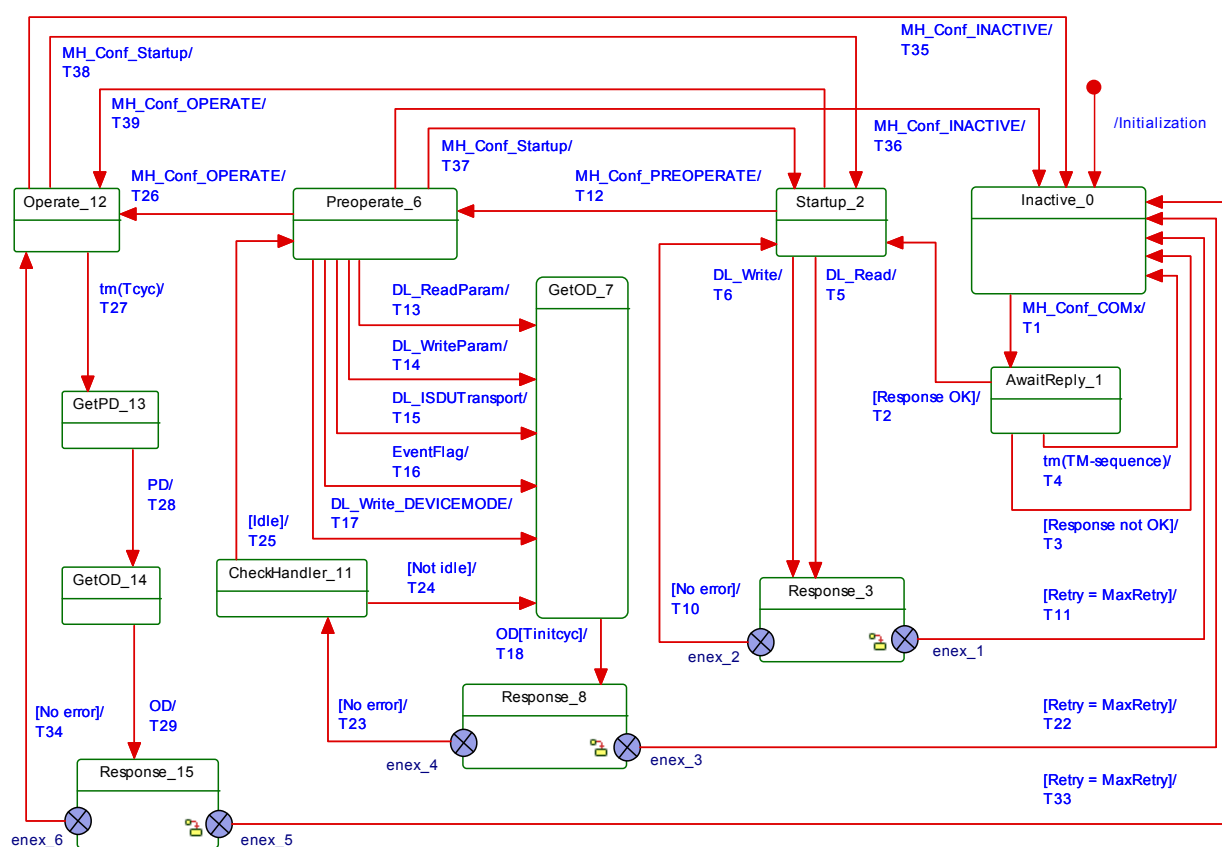 MH_Conf_INACTIVE/
T35
MH_Conf_Startup/
T38
MH_Conf_OPERATE/
T39
/Initialization
MH_Conf_INACTIVE/
T36
MH_Conf_Startup/
T37
MH_Conf_OPERATE/
T26
MH_Conf_PREOPERATE/
T12
Operate_12
Preoperate_6
Startup_2
Inactive_0
tm(Tcyc)/
T27
DL_ReadParam/
T13
GetOD_7
DL_Write/
T6
DL_Read/
T5
MH_Conf_COMx/
T1
DL_WriteParam/
T14
AwaitReply_1
GetPD_13
DL_ISDUTransport/
T15
[Response OK]/
T2
EventFlag/
T16
tm(TM-sequence)/
T4
PD/
T28
DL_Write_DEVICEMODE/
T17
[Response not OK]/
T3
[Idle]/
T25
GetOD_14
CheckHandler_11
[Not idle]/
T24
[No error]/
T10
Response_3
[Retry = MaxRetry]/
T11
enex_2
enex_1
OD[Tinitcyc]/
T18
Response_8
[No error]/
T34
OD/
T29
[No error]/
T23
[Retry = MaxRetry]/
T22
enex_4
enex_3
Response_15
[Retry = MaxRetry]/
T33
enex_6
enex_5